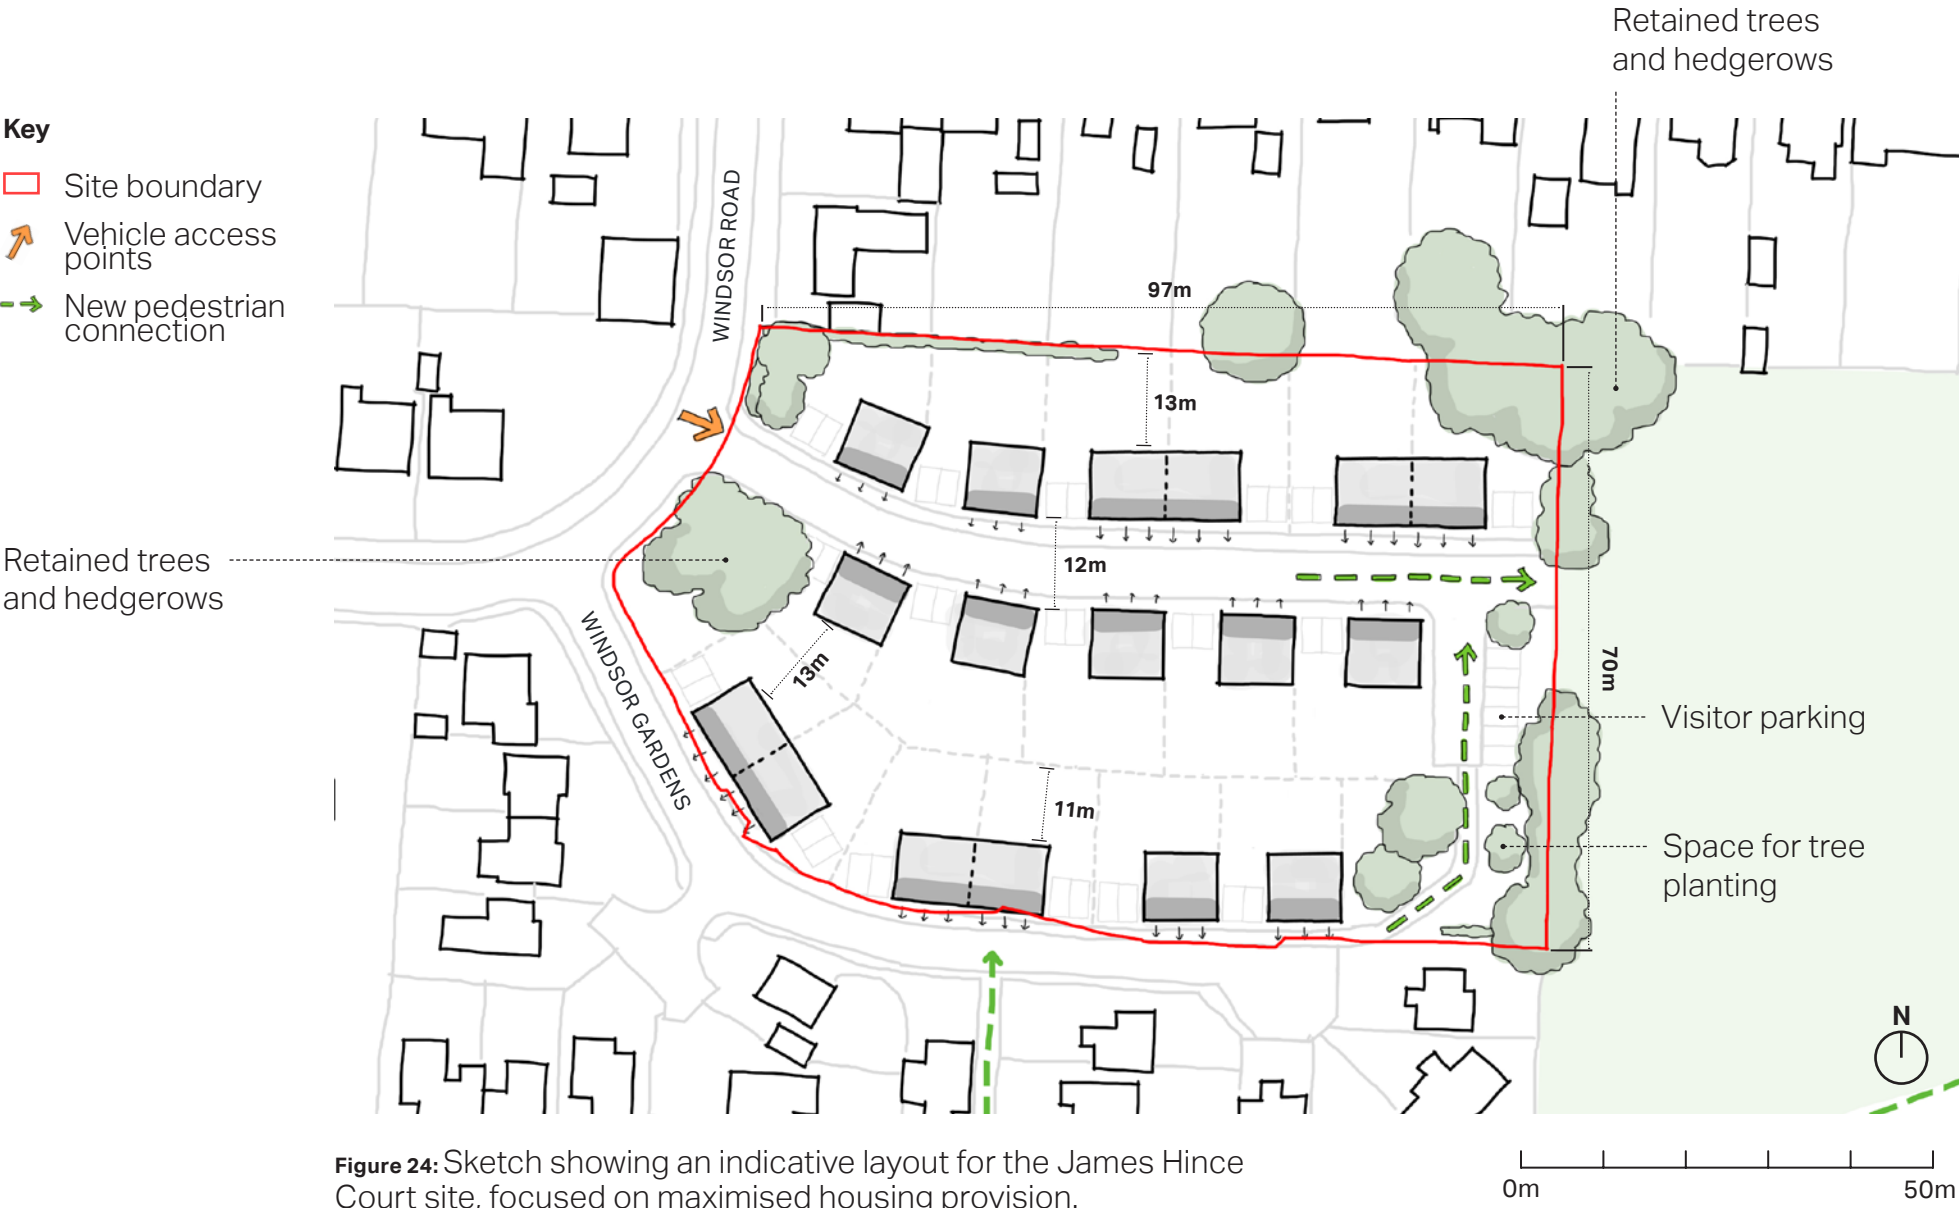 Retained trees
and hedgerows
Key
Site boundary
Vehicle access
points
New pedestrian
connection
WINDSOR ROAD
97m
13m
12m
Retained trees
and hedgerows
WINDSOR GARDENS
13m
70m
Visitor parking
11m
Space for tree
planting
N
Figure 24: Sketch showing an indicative layout for the James Hince
Court site, focused on maximised housing provision.
0m
50m